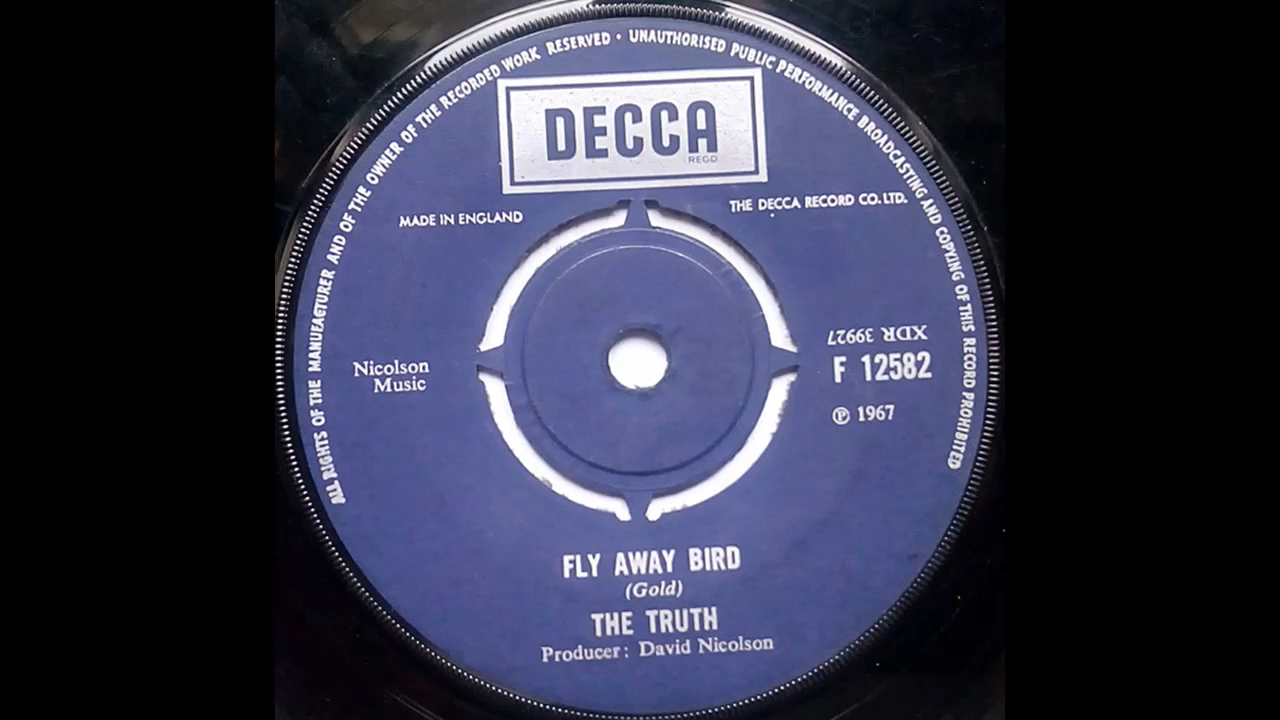 ALL RIGHTS OF THE MANUFACTURER AND OF THE OWNER OF THE RECORDED WORK RESERVED · UNAUTHORISED PUBLIC PERFORMANCE BROADCASTING AND COPYING OF THIS RECORD PROHIBITED
DECCA
REGD
MADE IN ENGLAND
THE DECCA RECORD CO. LTD.
XDR 39927
Nicolson
Music
F 12582
℗ 1967
FLY AWAY BIRD
(Gold)
THE TRUTH
Producer: David Nicolson